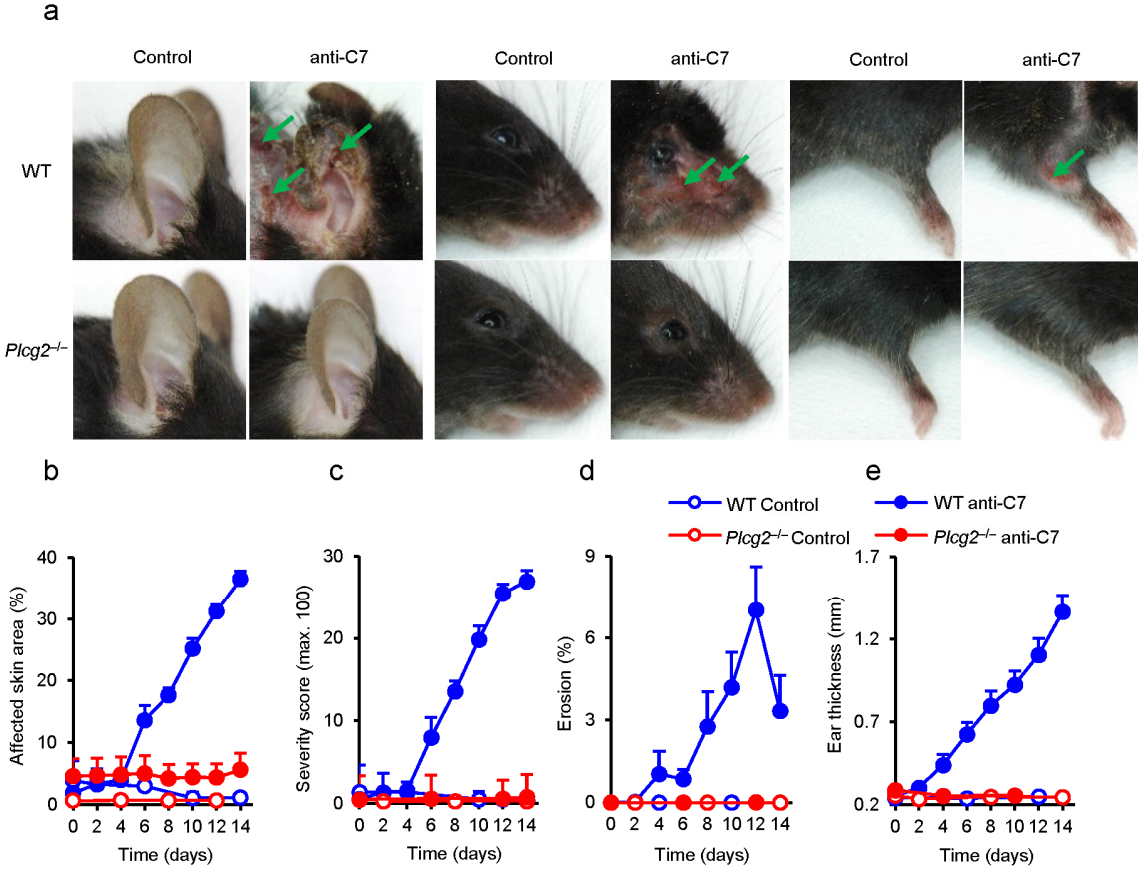 a
Control anti-C7 Control anti-C7 Control anti-C7
WT
Plcg2–/–
b c d e
WT Control WT anti-C7
Plcg2–/– Control Plcg2–/– anti-C7
Affected skin area (%)
40
30
20
10
0
0 2 4 6 8 10 12 14
Time (days)
Severity score (max. 100)
30
20
10
0
0 2 4 6 8 10 12 14
Time (days)
Erosion (%)
9
6
3
0
0 2 4 6 8 10 12 14
Time (days)
Ear thickness (mm)
1.7
1.2
0.7
0.2
0 2 4 6 8 10 12 14
Time (days)